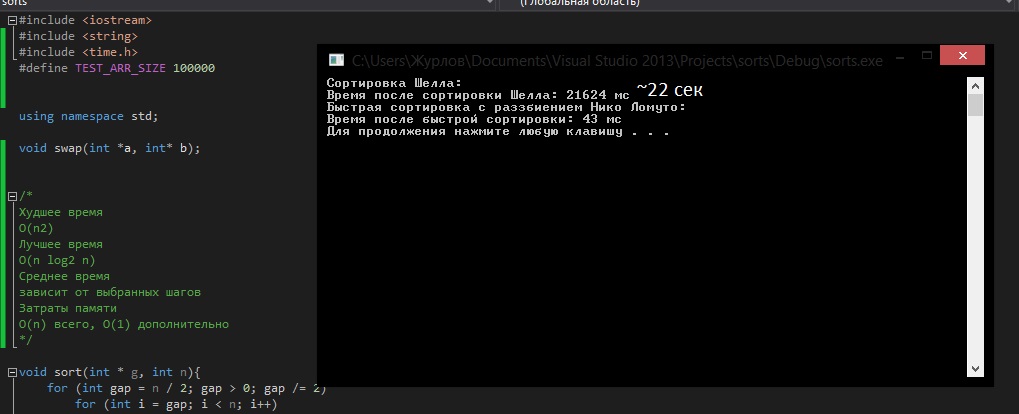 sorts
(Глобальная область)
#include <iostream>
#include <string>
#include <time.h>
#define TEST_ARR_SIZE 100000
using namespace std;
void swap(int *a, int* b);
/*
Худшее время
O(n2)
Лучшее время
O(n log2 n)
Среднее время
зависит от выбранных шагов
Затраты памяти
O(n) всего, O(1) дополнительно
*/
void sort(int * g, int n){
for (int gap = n / 2; gap > 0; gap /= 2)
for (int i = gap; i < n; i++)
C:\Users\Журлов\Documents\Visual Studio 2013\Projects\sorts\Debug\sorts.exe
Сортировка Шелла:
Время после сортировки Шелла: 21624 мс ~22 сек
Быстрая сортировка с раззбиением Нико Ломуто:
Время после быстрой сортировки: 43 мс
Для продолжения нажмите любую клавишу . . .